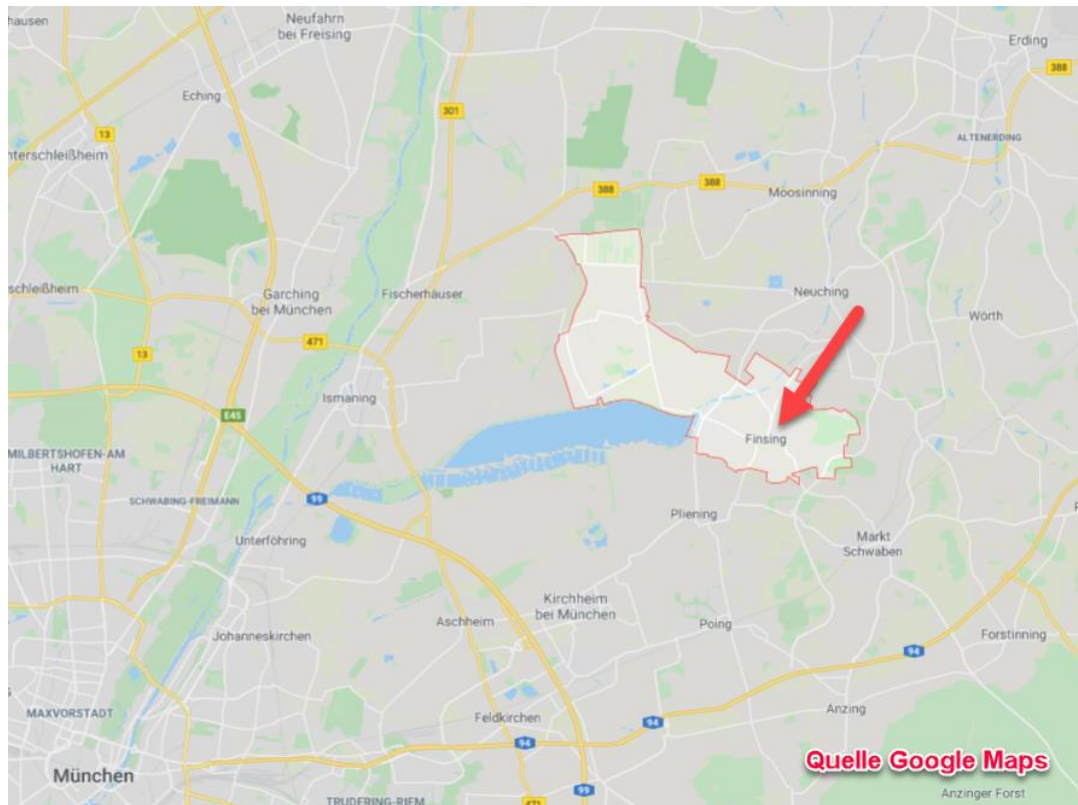 hausen
Neufahrn
bei Freising
Erding
388
Eching
301
13
nterschleißheim
ALTENERDING
388
388
Moosinning
schleißheim
Garching
bei München
Fischerhäuser
Neuching
Wörth
471
13
Ismaning
E45
Finsing
MILBERTSHOFEN-AM
HART
SCHWABING-FREIMANN
99
Pliening
Unterföhring
Markt
Schwaben
Kirchheim
bei München
Aschheim
Poing
Johanneskirchen
Forstinning
94
MAXVORSTADT
Feldkirchen
94
Anzing
94
Quelle Google Maps
München
99
Anzinger Forst
TRUDERING-RIEM
471